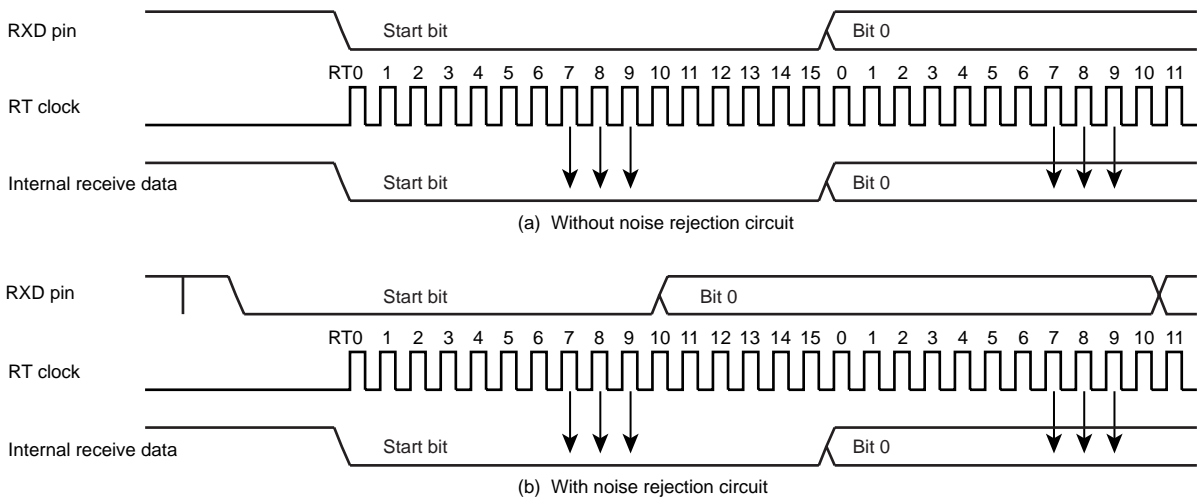 RXD pin
Start bit
Bit 0
RT0 1 2 3 4 5 6 7 8 9 10 11 12 13 14 15 0 1 2 3 4 5 6 7 8 9 10 11
RT clock
Internal receive data
Start bit
Bit 0
(a) Without noise rejection circuit
RXD pin
Start bit
Bit 0
RT0 1 2 3 4 5 6 7 8 9 10 11 12 13 14 15 0 1 2 3 4 5 6 7 8 9 10 11
RT clock
Internal receive data
Start bit
Bit 0
(b) With noise rejection circuit